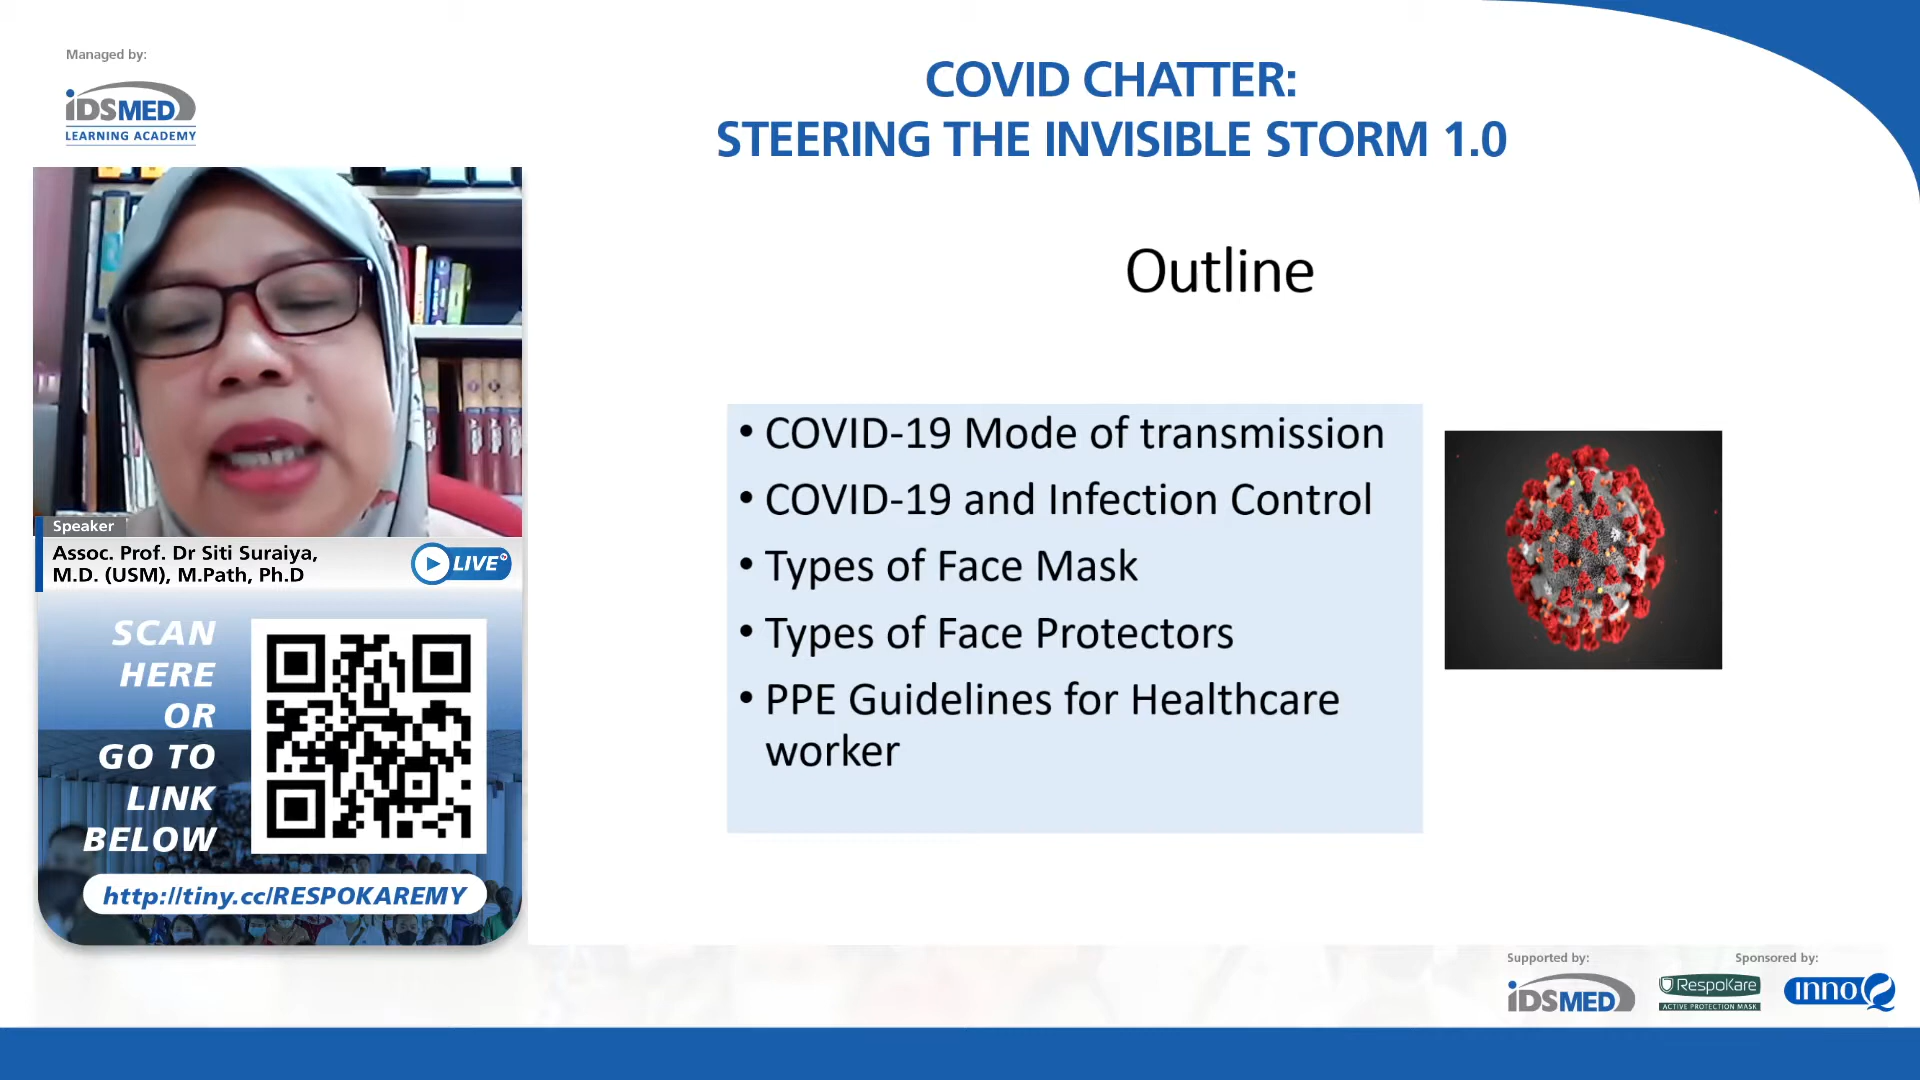 Managed by:
iDSMED
LEARNING ACADEMY
COVID CHATTER:
STEERING THE INVISIBLE STORM 1.0
Outline
• COVID-19 Mode of transmission
• COVID-19 and Infection Control
• Types of Face Mask
• Types of Face Protectors
• PPE Guidelines for Healthcare
worker
Speaker
Assoc. Prof. Dr Siti Suraiya,
M.D. (USM), M.Path, Ph.D
LIVE
SCAN
HERE
OR
GO TO
LINK
BELOW
http://tiny.cc/RESPOKAREMY
Supported by:
iDSMED
Sponsored by:
RespoKare
ACTIVE PROTECTION MASK
innoQ